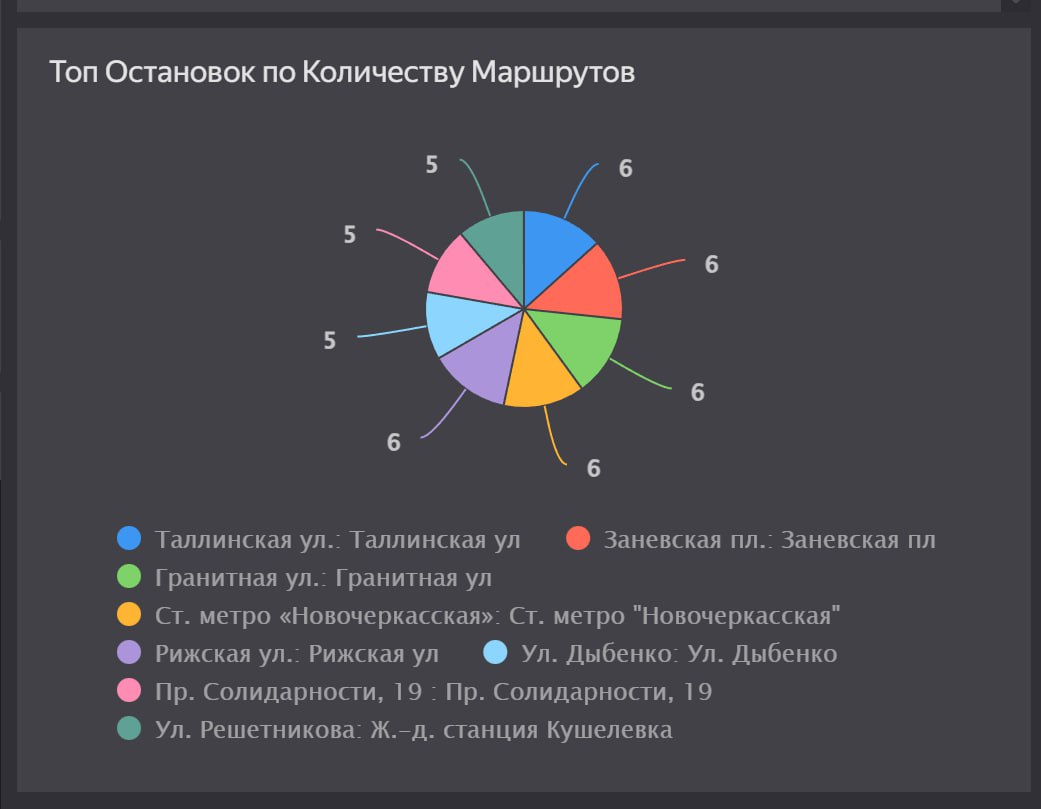 Топ Остановок по Количеству Маршрутов
5
6
5
6
5
6
6
6
Таллинская ул.: Таллинская ул
Заневская пл.: Заневская пл
Гранитная ул.: Гранитная ул
Ст. метро «Новочеркасская»: Ст. метро "Новочеркасская"
Рижская ул.: Рижская ул
Ул. Дыбенко: Ул. Дыбенко
Пр. Солидарности, 19 : Пр. Солидарности, 19
Ул. Решетникова: Ж.-д. станция Кушелевка